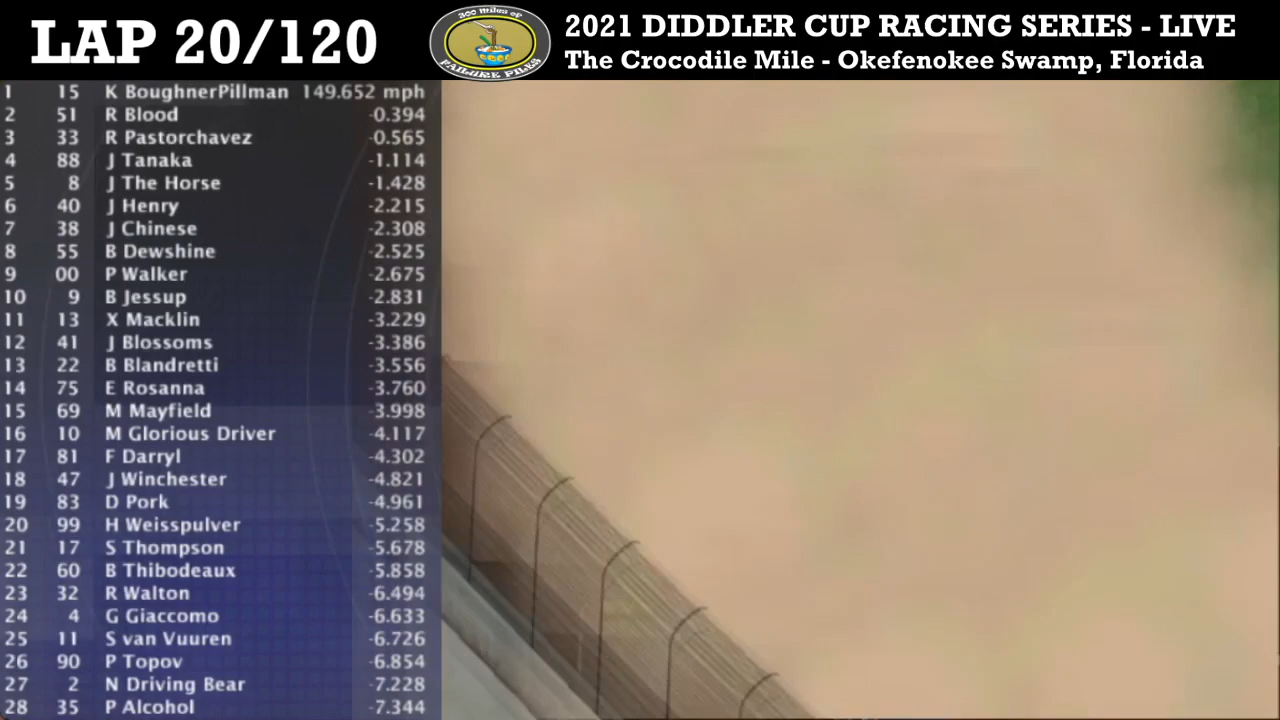 LAP 20/120
300 Miles of
FAILURE PILES
2021 DIDDLER CUP RACING SERIES - LIVE
The Crocodile Mile - Okefenokee Swamp, Florida
1 15 K BoughnerPillman 149.652 mph
2 51 R Blood -0.394
3 33 R Pastorchavez -0.565
4 88 J Tanaka -1.114
5 8 J The Horse -1.428
6 40 J Henry -2.215
7 38 J Chinese -2.308
8 55 B Dewshine -2.525
9 00 P Walker -2.675
10 9 B Jessup -2.831
11 13 X Macklin -3.229
12 41 J Blossoms -3.386
13 22 B Blandretti -3.556
14 75 E Rosanna -3.760
15 69 M Mayfield -3.998
16 10 M Glorious Driver -4.117
17 81 F Darryl -4.302
18 47 J Winchester -4.821
19 83 D Pork -4.961
20 99 H Weisspulver -5.258
21 17 S Thompson -5.678
22 60 B Thibodeaux -5.858
23 32 R Walton -6.494
24 4 G Giaccomo -6.633
25 11 S van Vuuren -6.726
26 90 P Topov -6.854
27 2 N Driving Bear -7.228
28 35 P Alcohol -7.344